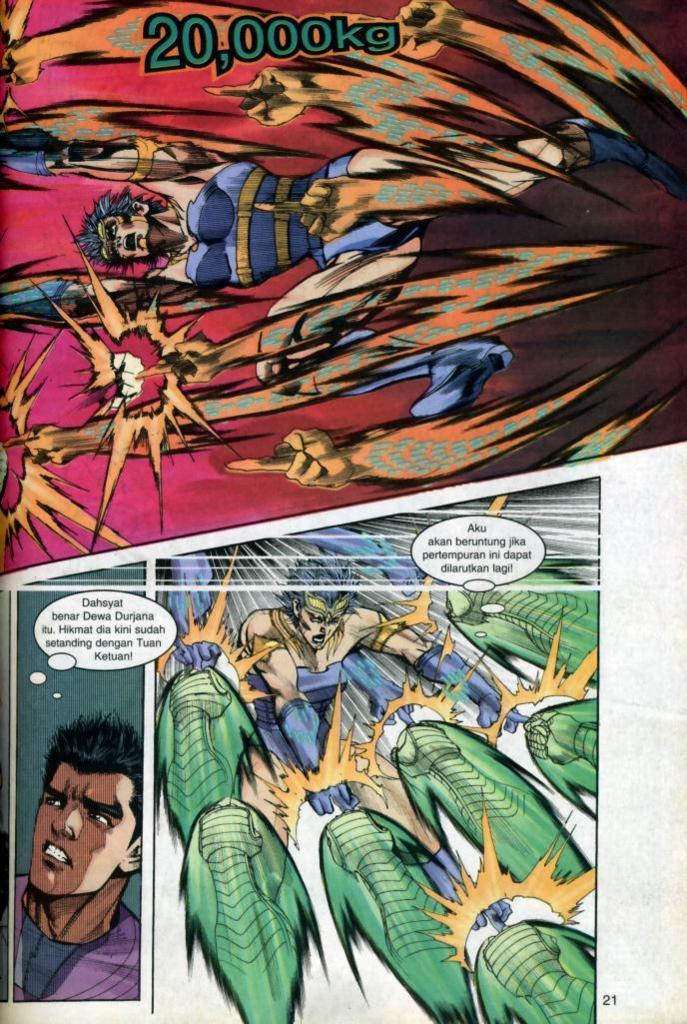 20,000kg
Aku
akan beruntung jika
pertempuran ini dapat
dilarutkan lagi!
Dahsyat
benar Dewa Durjana
itu. Hikmat dia kini sudah
setanding dengan Tuan
Ketuan!
21